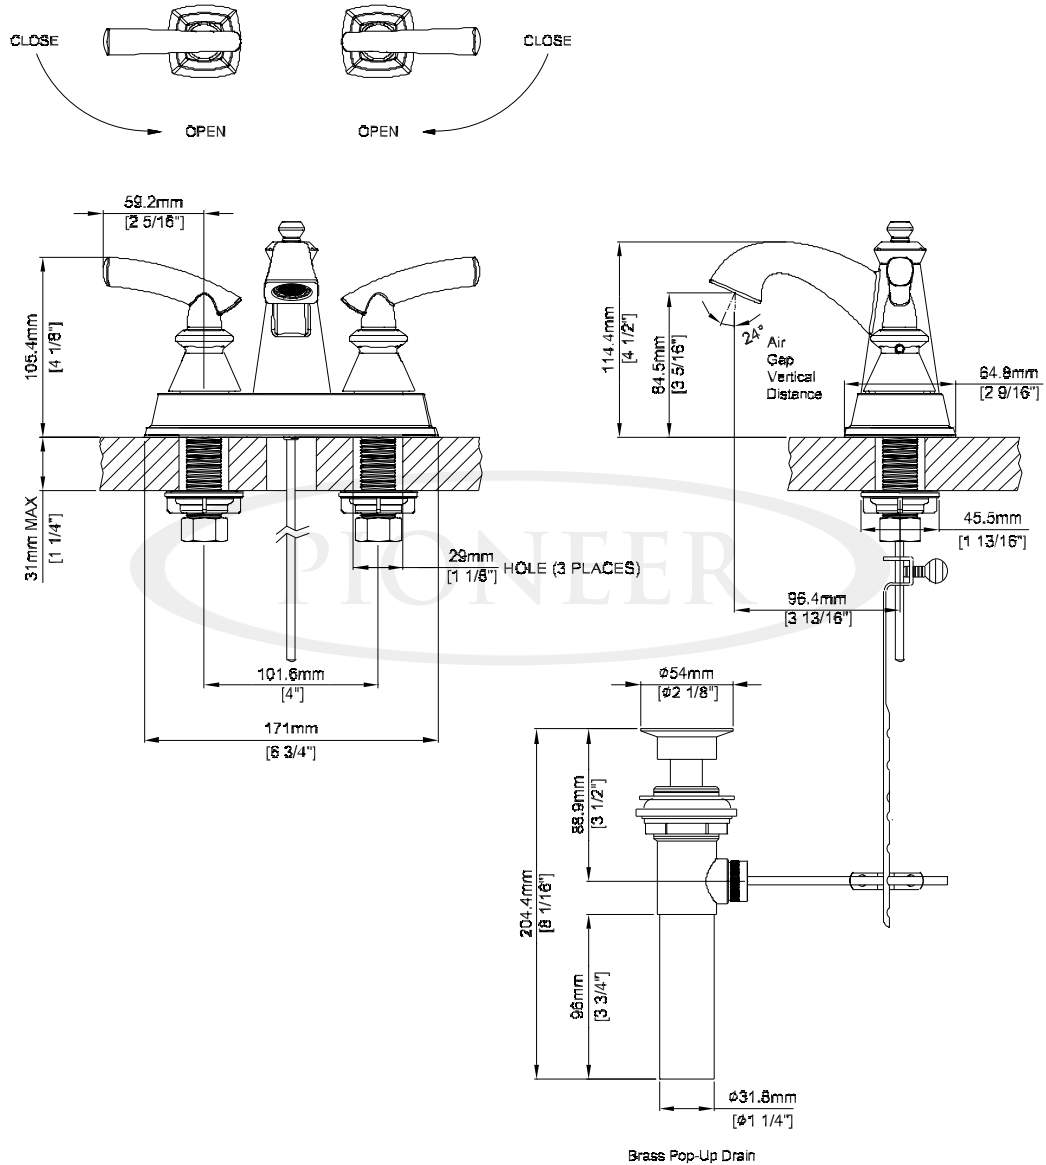 CLOSE
CLOSE
OPEN
OPEN
59.2mm
[2 5/16"]
105.4mm
[4 1/8"]
31mm MAX
[1 1/4"]
114.4mm
[4 1/2"]
84.5mm
[3 5/16"]
24°
Air
Gap
Vertical
Distance
64.8mm
[2 9/16"]
45.5mm
[1 13/16"]
29mm
[1 1/8"]
HOLE (3 PLACES)
PIONEER
96.4mm
[3 13/16"]
101.6mm
[4"]
171mm
[6 3/4"]
ø54mm
[ø2 1/8"]
88.9mm
[3 1/2"]
204.4mm
[8 1/16"]
96mm
[3 3/4"]
ø31.8mm
[ø1 1/4"]
Brass Pop-Up Drain